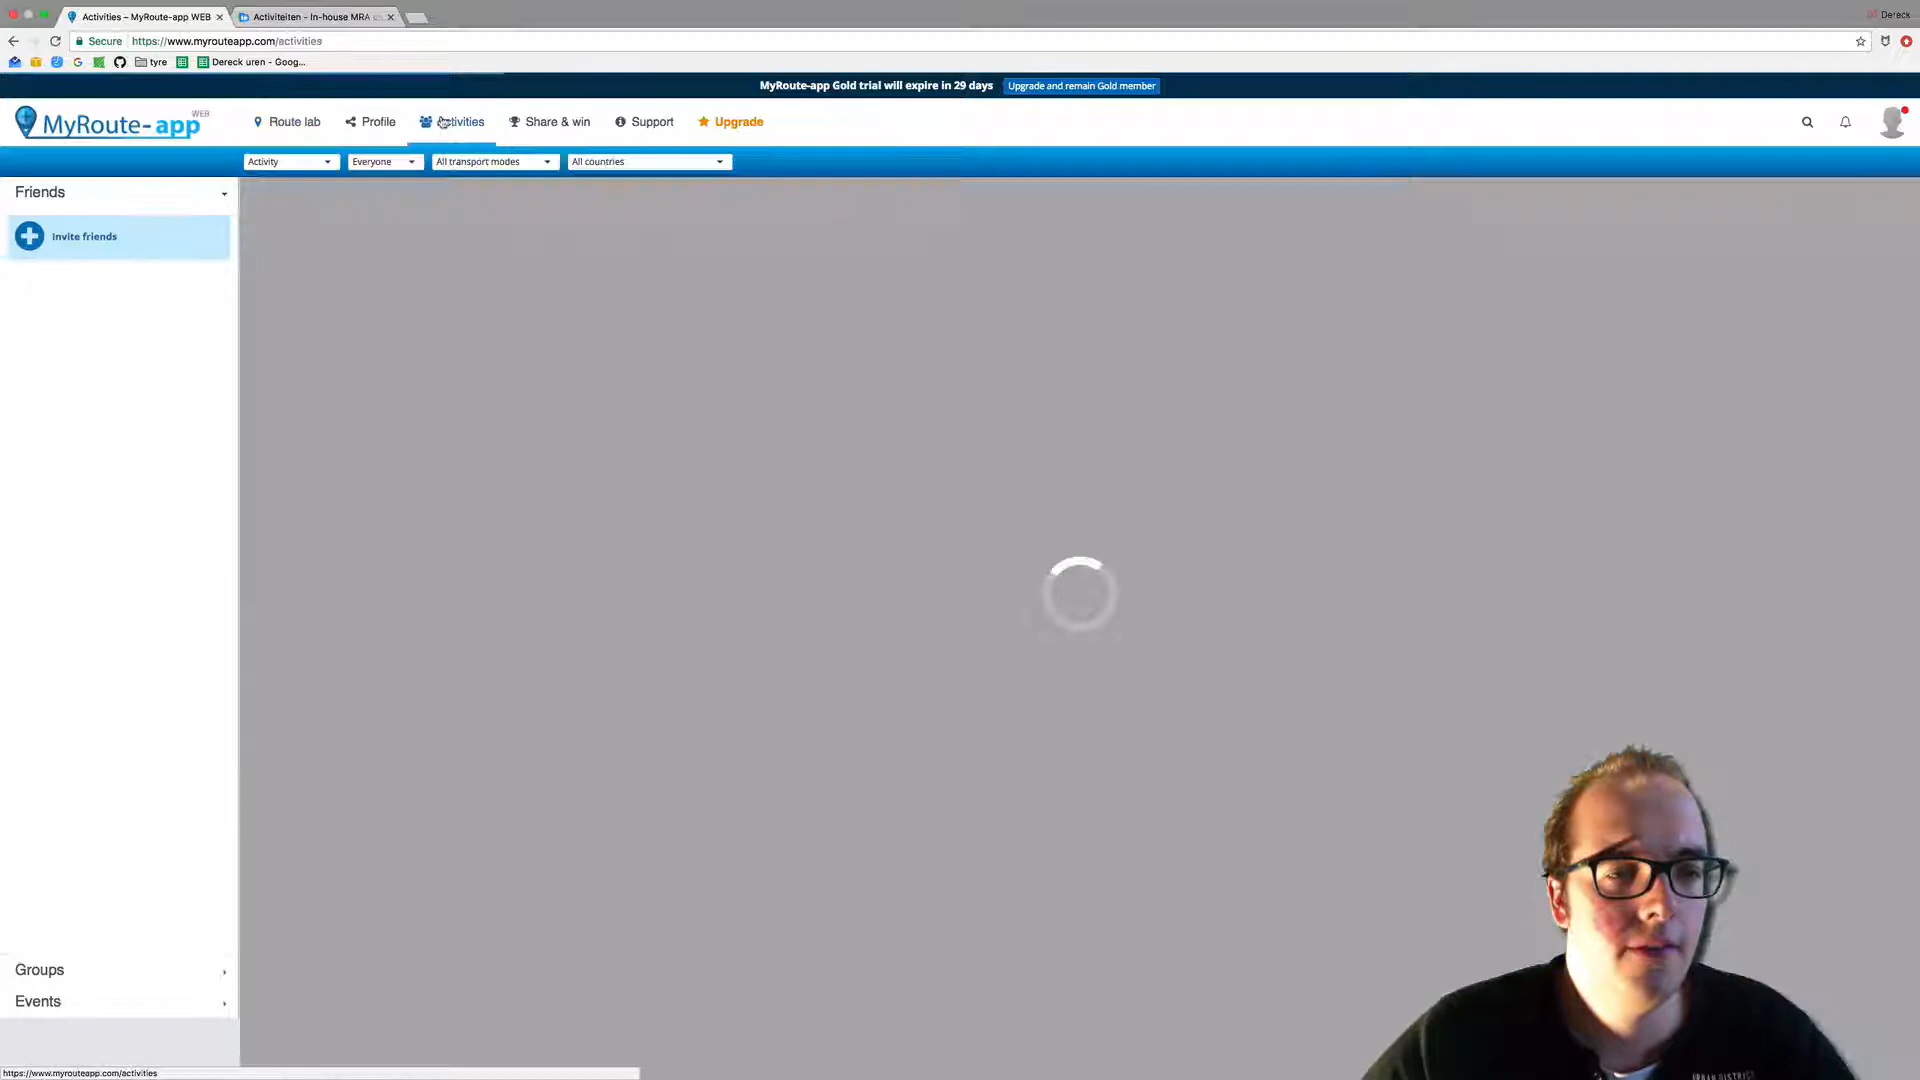 Activities – MyRoute-app WEB
Activiteiten - In-house MRA
Dereck
Secure
https://www.myrouteapp.com/activities
tyre
Dereck uren - Goog...
MyRoute-app Gold trial will expire in 29 days
Upgrade and remain Gold member
MyRoute-app WEB
Route lab
Profile
Activities
Share & win
Support
Upgrade
Activity
Everyone
All transport modes
All countries
Friends
Invite friends
Groups
Events
https://www.myrouteapp.com/activities
URBAN DISTRICT